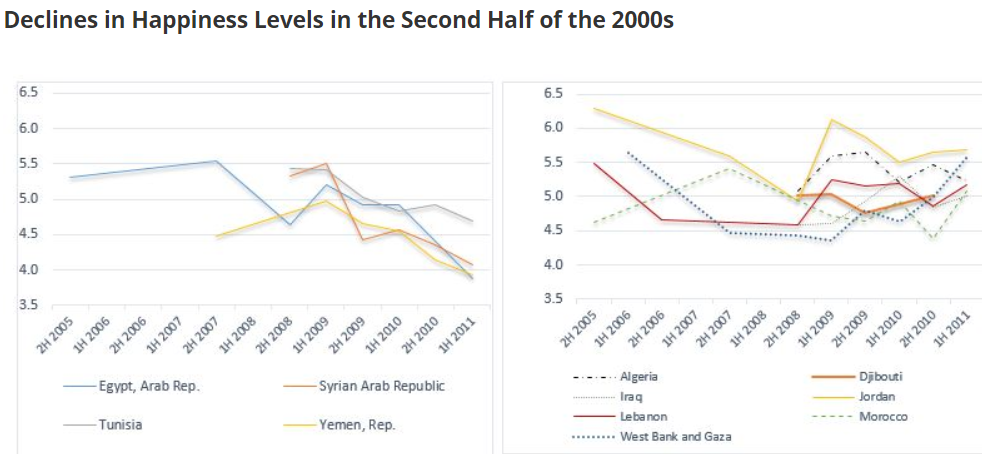 Declines in Happiness Levels in the Second Half of the 2000s
6.5
6.0
5.5
5.0
4.5
4.0
3.5
2H 2005
1H 2006
2H 2006
1H 2007
2H 2007
1H 2008
2H 2008
1H 2009
2H 2009
1H 2010
2H 2010
1H 2011
Egypt, Arab Rep. Syrian Arab Republic
Tunisia Yemen, Rep.
6.5
6.0
5.5
5.0
4.5
4.0
3.5
2H 2005
1H 2006
2H 2006
1H 2007
2H 2007
1H 2008
2H 2008
1H 2009
2H 2009
1H 2010
2H 2010
1H 2011
Algeria Djibouti
Iraq Jordan
Lebanon Morocco
West Bank and Gaza